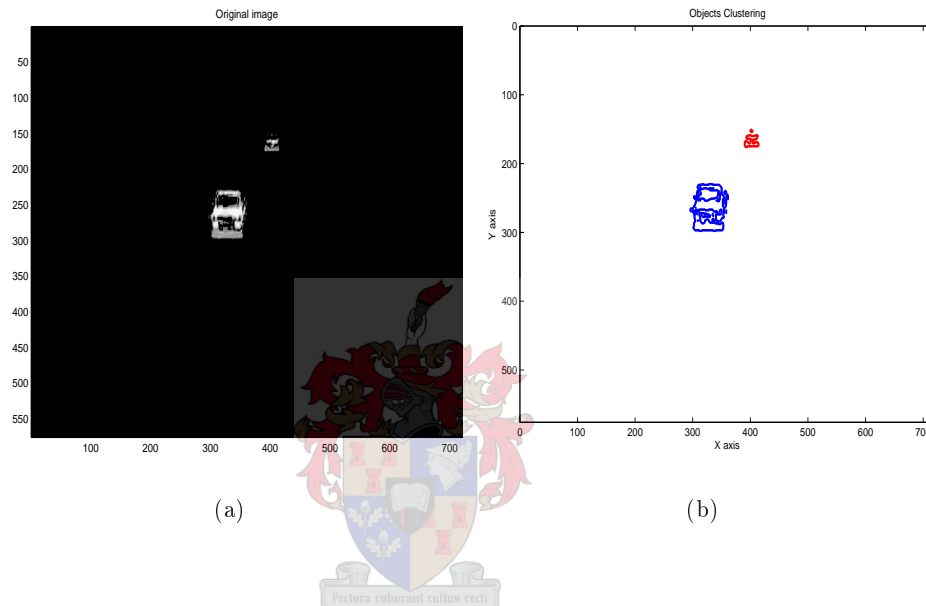 Original image
50
100
150
200
250
300
350
400
450
500
550
100 200 300 400 500 600 700
(a)
Objects Clustering
0
100
200
300
400
500
Y axis
0 100 200 300 400 500 600 700
X axis
(b)
Pectora roborant cultus recti